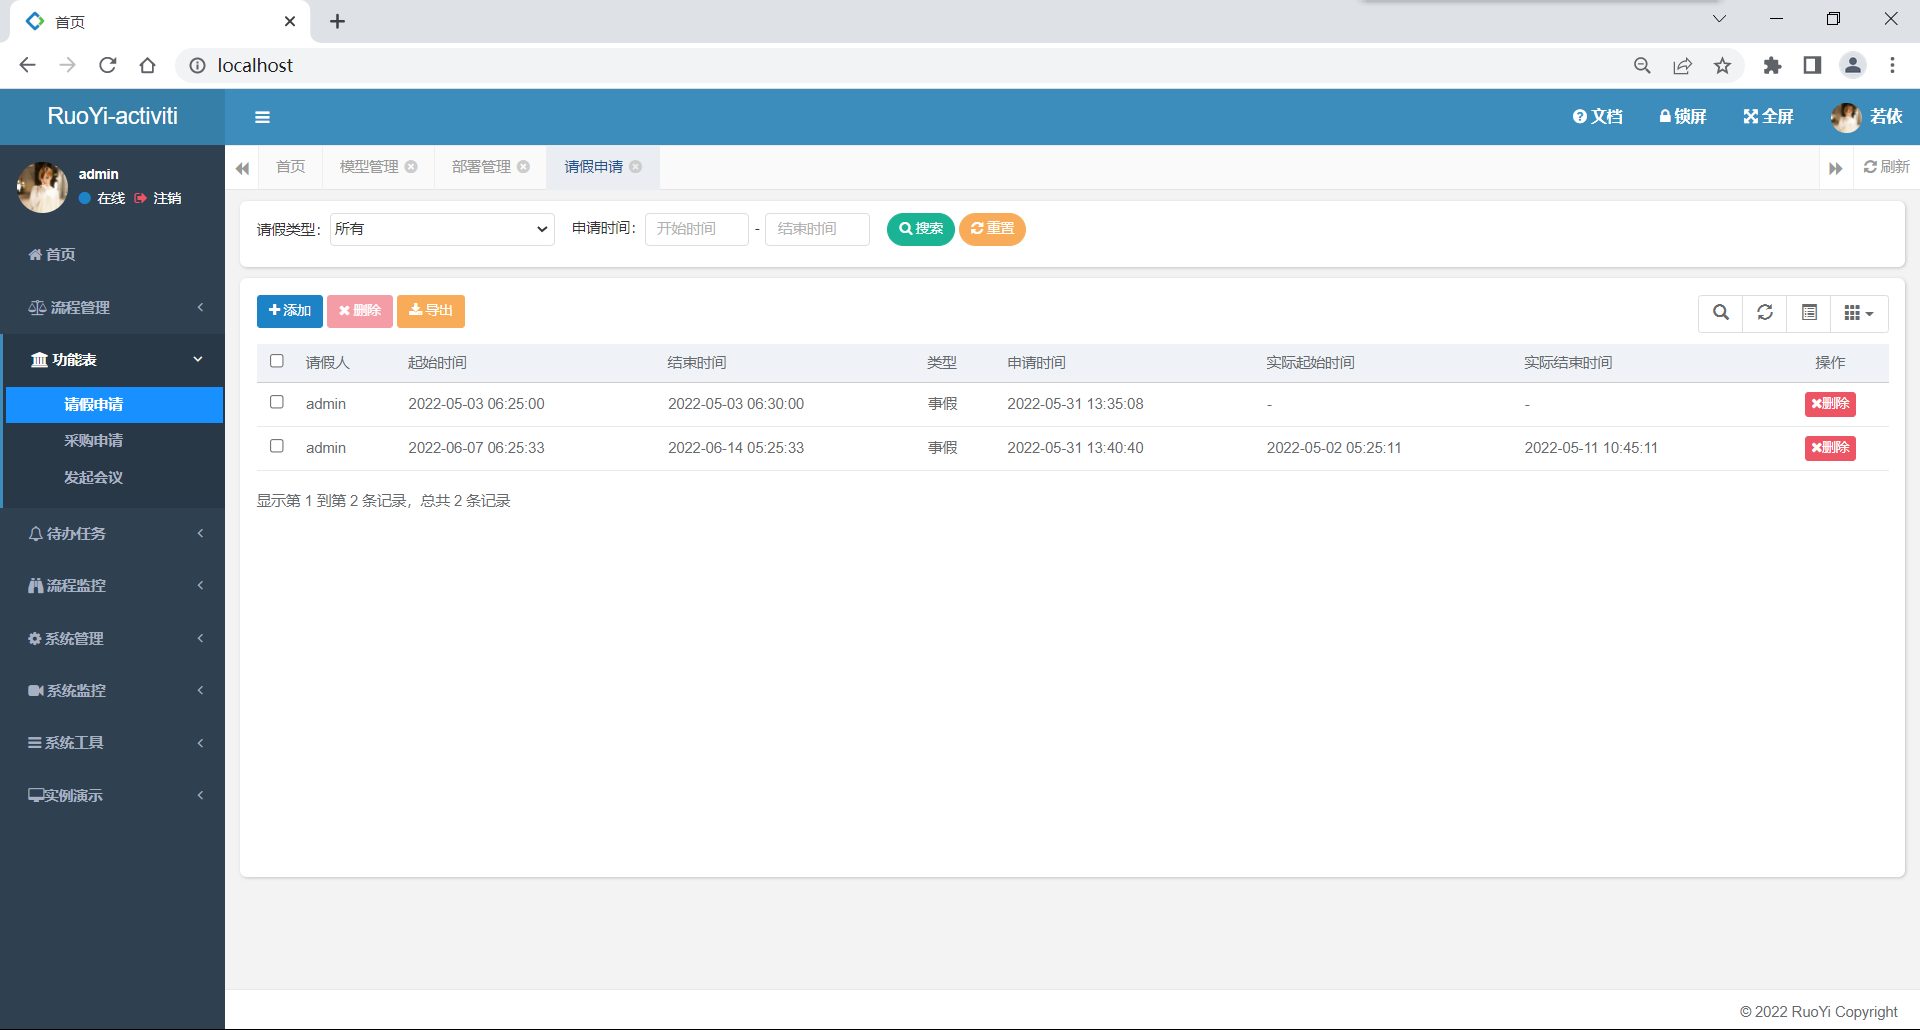 首页
localhost
RuoYi-activiti
文档 锁屏 全屏 若依
admin
在线 注销
首页 模型管理 部署管理 请假申请 刷新
首页
流程管理
功能表
请假申请
采购申请
发起会议
待办任务
流程监控
系统管理
系统监控
系统工具
实例演示
请假类型： 所有 申请时间： 开始时间 - 结束时间 搜索 重置
添加 删除 导出
请假人 起始时间 结束时间 类型 申请时间 实际起始时间 实际结束时间 操作
admin 2022-05-03 06:25:00 2022-05-03 06:30:00 事假 2022-05-31 13:35:08 - - 删除
admin 2022-06-07 06:25:33 2022-06-14 05:25:33 事假 2022-05-31 13:40:40 2022-05-02 05:25:11 2022-05-11 10:45:11 删除
显示第 1 到第 2 条记录，总共 2 条记录
© 2022 RuoYi Copyright